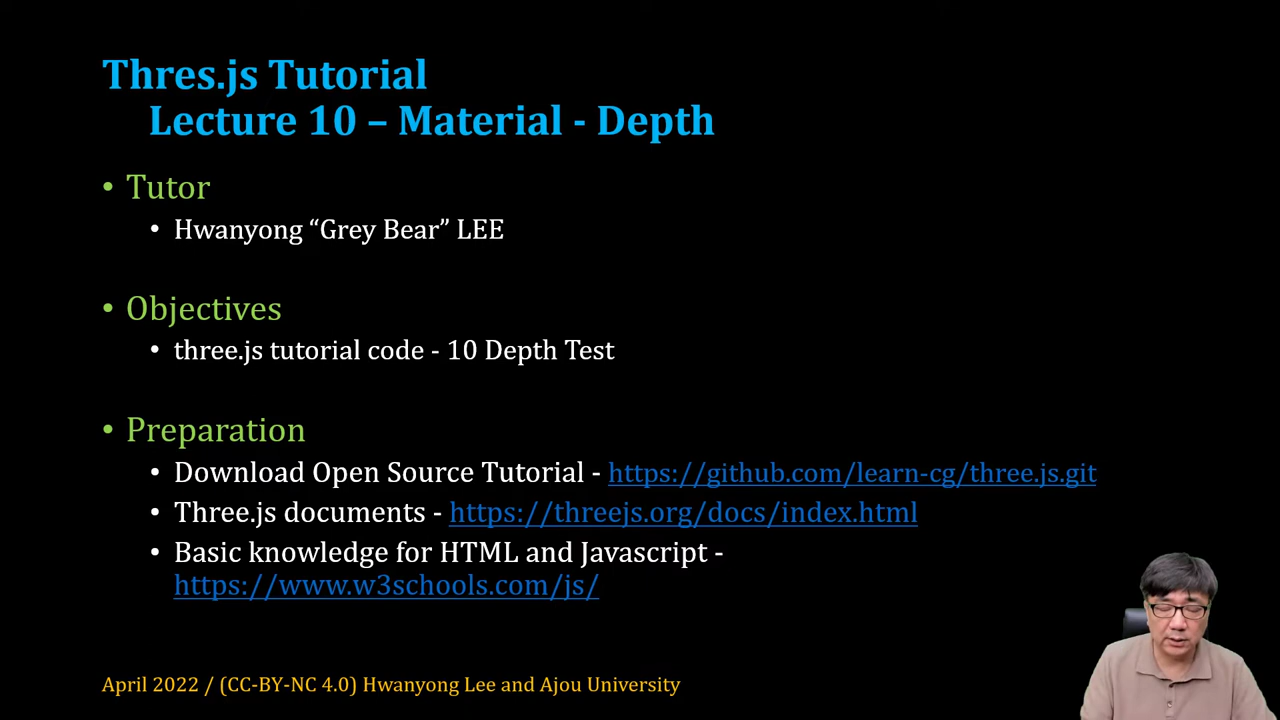 Thres.js Tutorial
Lecture 10 – Material - Depth
• Tutor
• Hwanyong “Grey Bear” LEE
• Objectives
• three.js tutorial code - 10 Depth Test
• Preparation
• Download Open Source Tutorial - https://github.com/learn-cg/three.js.git
• Three.js documents - https://threejs.org/docs/index.html
• Basic knowledge for HTML and Javascript -
https://www.w3schools.com/js/
April 2022 / (CC-BY-NC 4.0) Hwanyong Lee and Ajou University